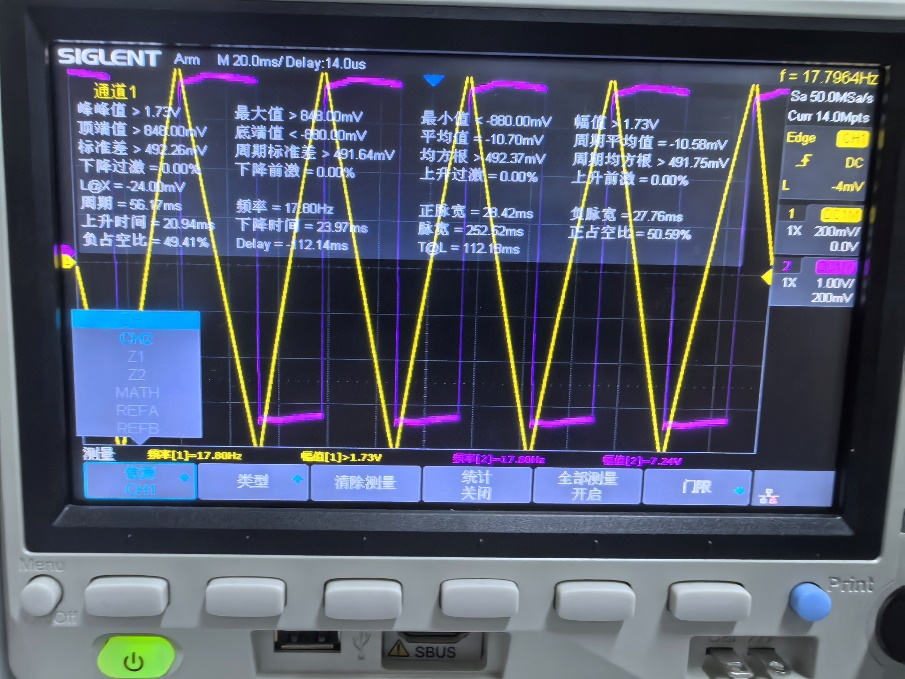 SIGLENT Arm M 20.0ms/ Delay:14.0us
f = 17.7964Hz
Sa 50.0MSa/s
Curr 14.0Mpts
Edge CH1
DC
L -4mV
1 DC1M
1X 200mV/
0.0V
2
1X 1.00V/
200mV
通道1
峰峰值 > 1.73V 最大值 > 848.00mV 最小值 < -880.00mV 幅值 > 1.73V
顶端值 > 848.00mV 底端值 < -880.00mV 平均值 = -10.70mV 周期平均值 = -10.58mV
标准差 > 492.26mV 周期标准差 > 491.64mV 均方根 > 492.37mV 周期均方根 > 491.75mV
下降过激 = 0.00% 下降前激 = 0.00% 上升过激 = 0.00% 上升前激 = 0.00%
L@X = -24.00mV
周期 = 56.17ms 频率 = 17.80Hz 正脉宽 = 28.42ms 负脉宽 = 27.76ms
上升时间 = 20.94ms 下降时间 = 23.97ms 脉宽 = 252.52ms 正占空比 = 50.59%
负占空比 = 49.41% Delay = -112.14ms T@L = 112.18ms
CH2
Z1
Z2
MATH
REFA
REFB
测量 频率[1]=17.80Hz 幅值[1]>1.73V 频率[2]=17.80Hz 幅值[2]=7.24V
信源
CH1
类型
清除测量
统计
关闭
全部测量
开启
门限
Menu
Off
Print
SBUS